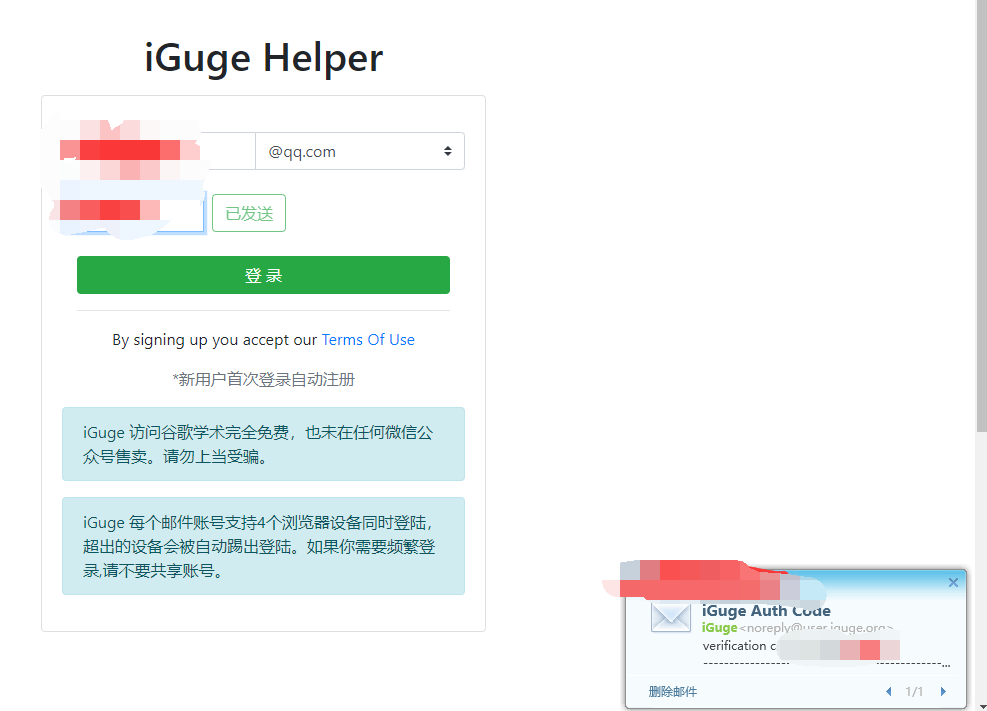 iGuge Helper
@qq.com
已发送
登 录
By signing up you accept our Terms Of Use
*新用户首次登录自动注册
iGuge 访问谷歌学术完全免费，也未在任何微信公
众号售卖。请勿上当受骗。
iGuge 每个邮件账号支持4个浏览器设备同时登陆，
超出的设备会被自动踢出登陆。如果你需要频繁登
录,请不要共享账号。
iGuge Auth Code
iGuge<noreply@user.iguge.org>
verification
删除邮件
1/1